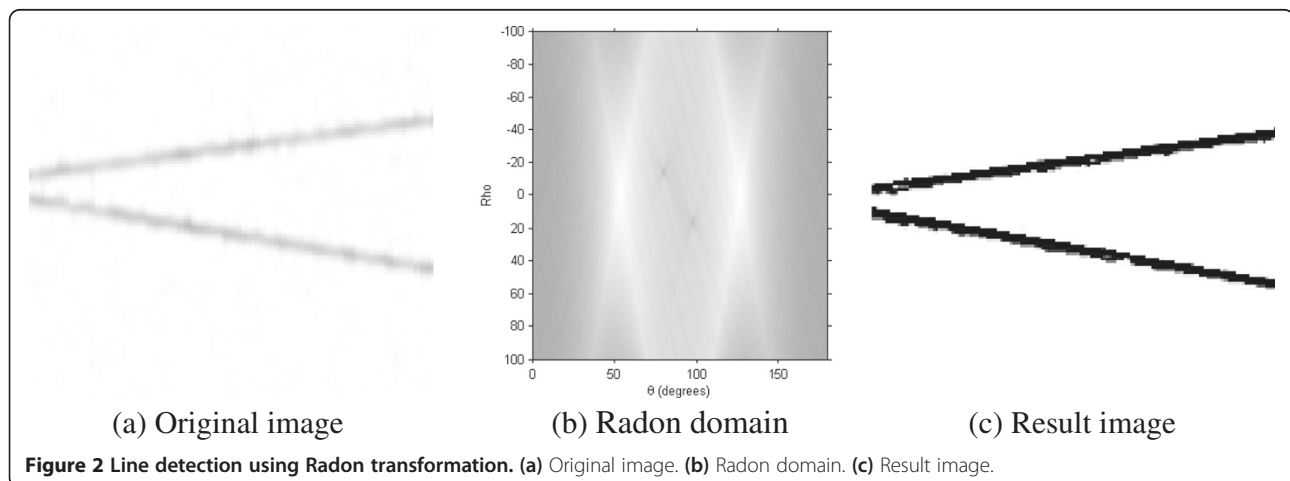 -100
-80
-60
-40
-20
0
20
40
60
80
100
Rho
0 50 100 150
θ (degrees)
(a) Original image (b) Radon domain (c) Result image
Figure 2 Line detection using Radon transformation. (a) Original image. (b) Radon domain. (c) Result image.